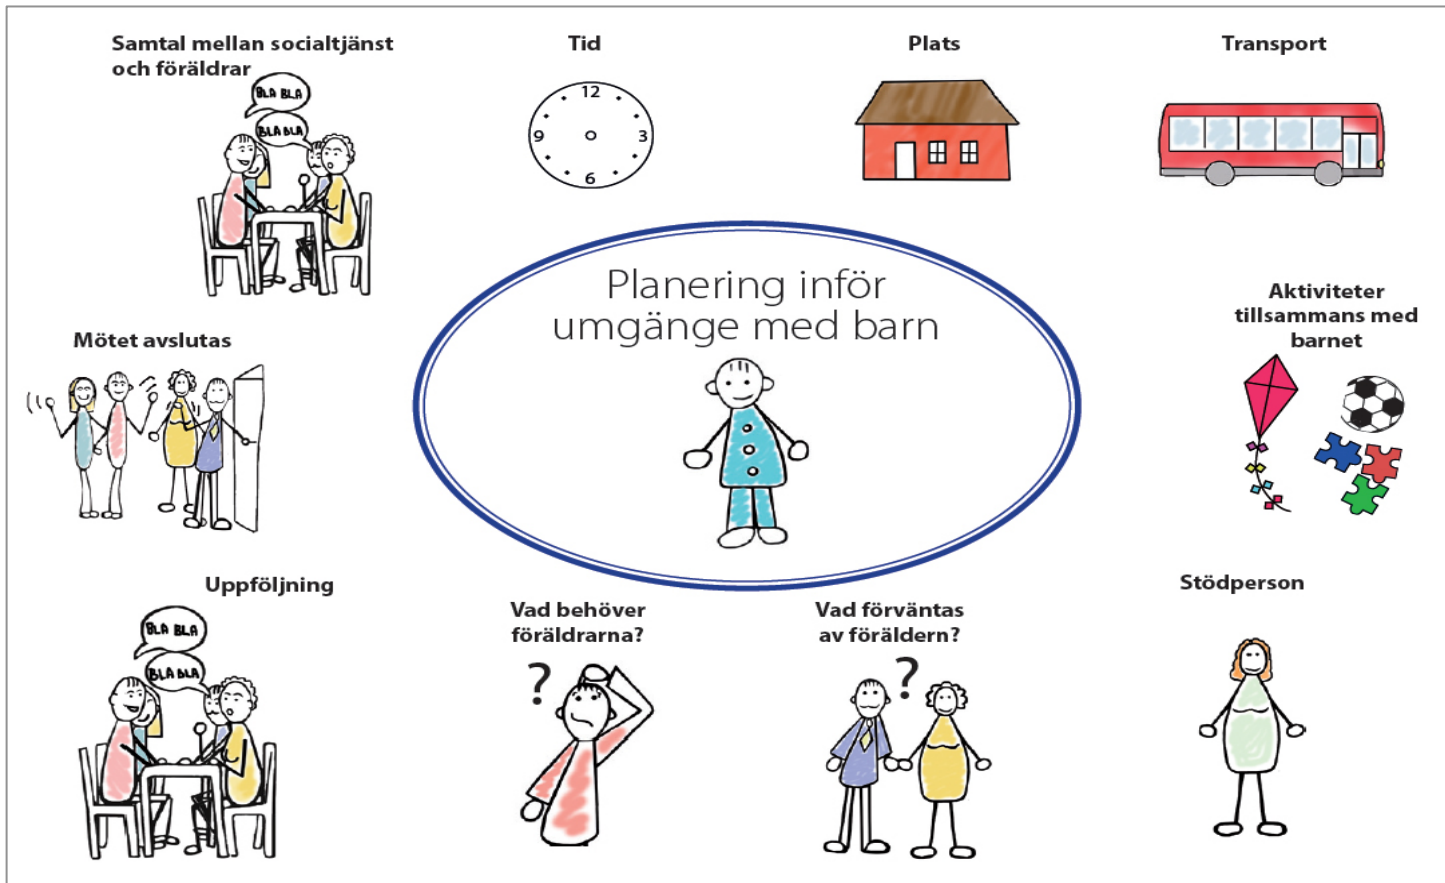 Samtal mellan socialtjänst
och föräldrar
BLA BLA
BLA BLA
Tid
12
9
3
6
Plats
Transport
Planering inför
umgänge med barn
Aktiviteter
tillsammans med
barnet
Mötet avslutas
Uppföljning
BLA BLA
BLA BLA
Vad behöver
föräldrarna?
?
Vad förväntas
av föräldern?
?
Stödperson